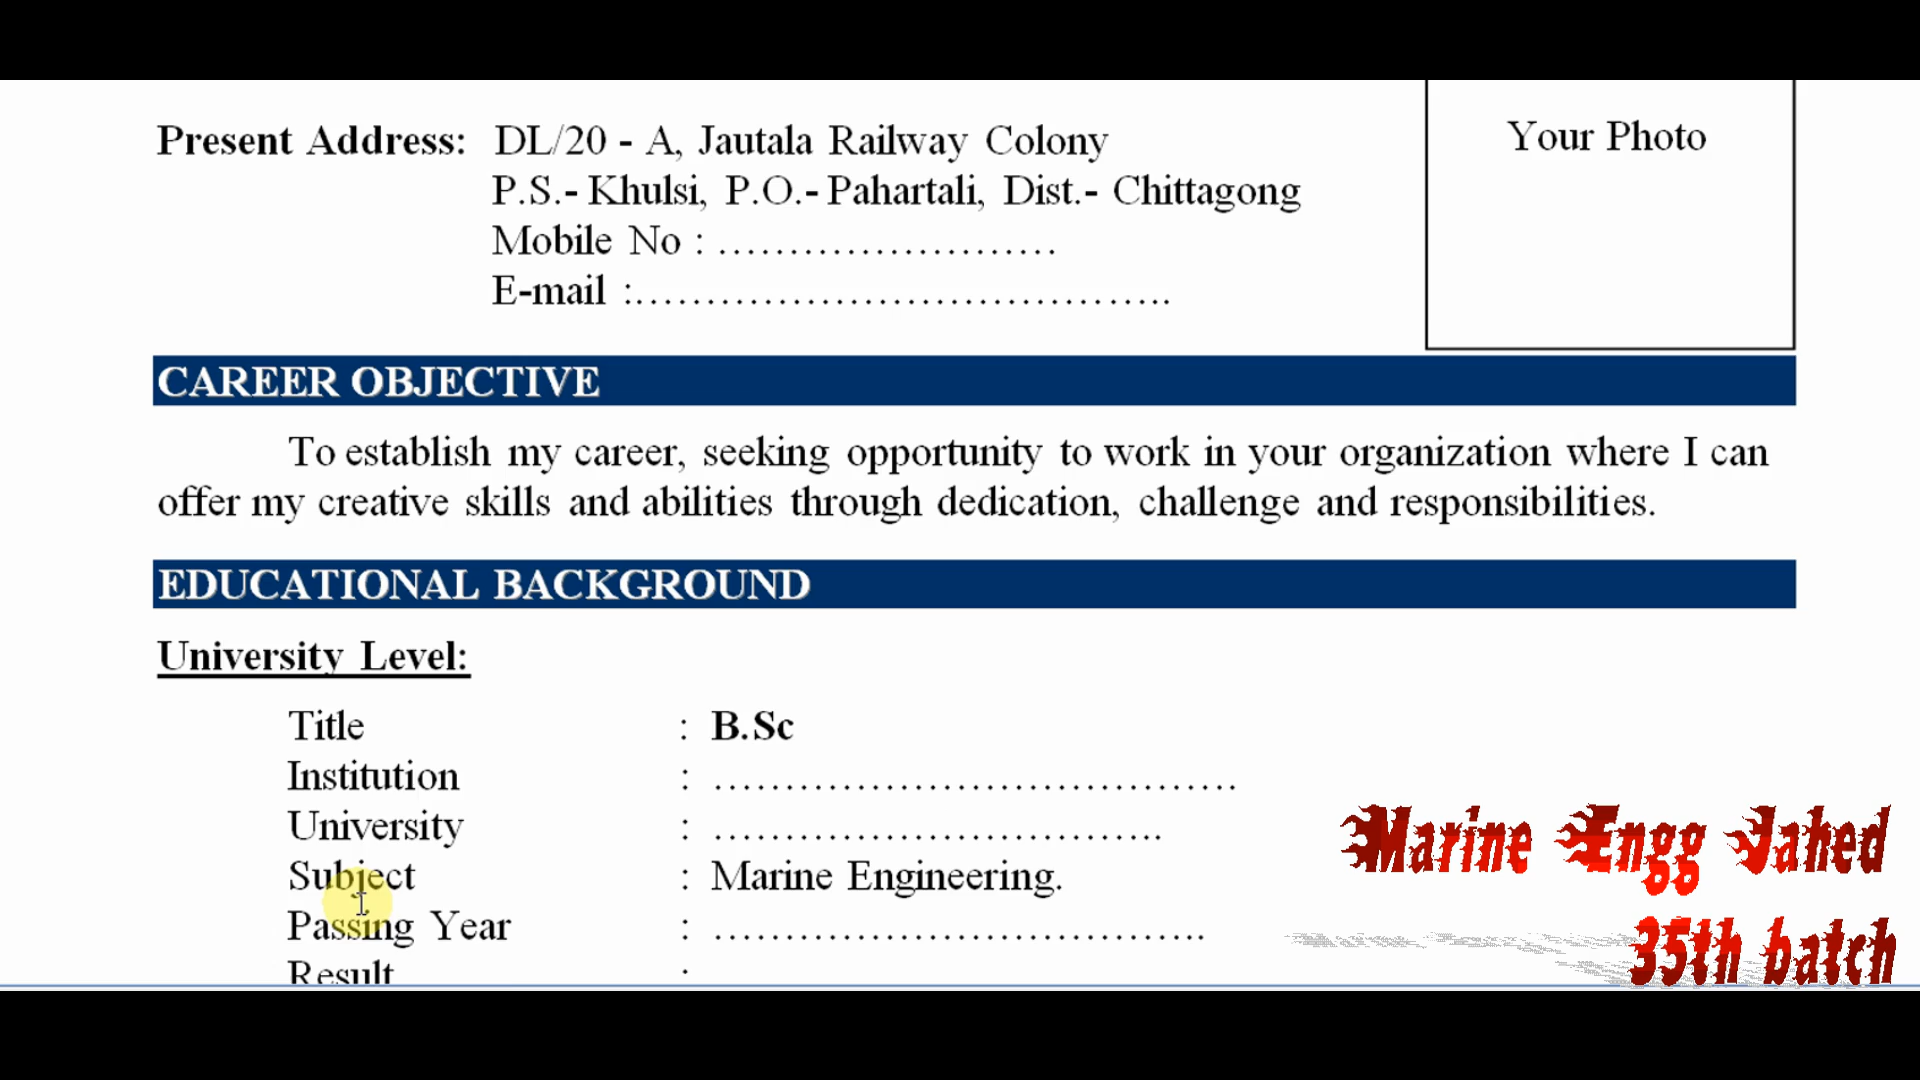 Present Address: DL/20 - A, Jautala Railway Colony
P.S.- Khulsi, P.O.- Pahartali, Dist.- Chittagong
Mobile No : ……………………
E-mail :………………………………..
Your Photo
CAREER OBJECTIVE
To establish my career, seeking opportunity to work in your organization where I can
offer my creative skills and abilities through dedication, challenge and responsibilities.
EDUCATIONAL BACKGROUND
University Level:
Title : B.Sc
Institution : ……………………………….
University : …………………………..
Subject : Marine Engineering.
Passing Year : …………………………….
Result :
Marine Engg Jahed
35th batch